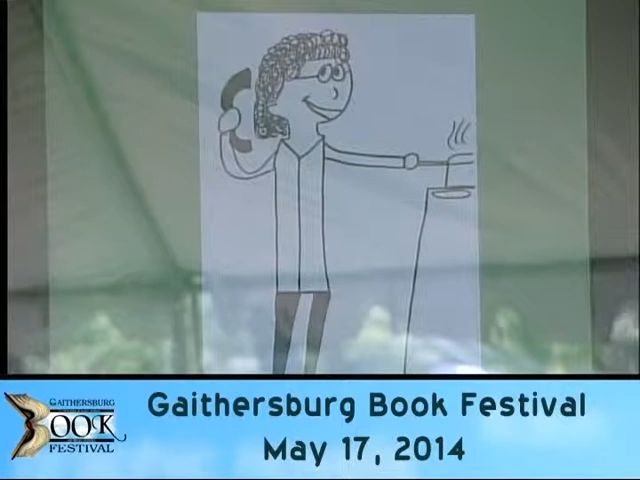 GAITHERSBURG
BOOK
FESTIVAL
Gaithersburg Book Festival
May 17, 2014